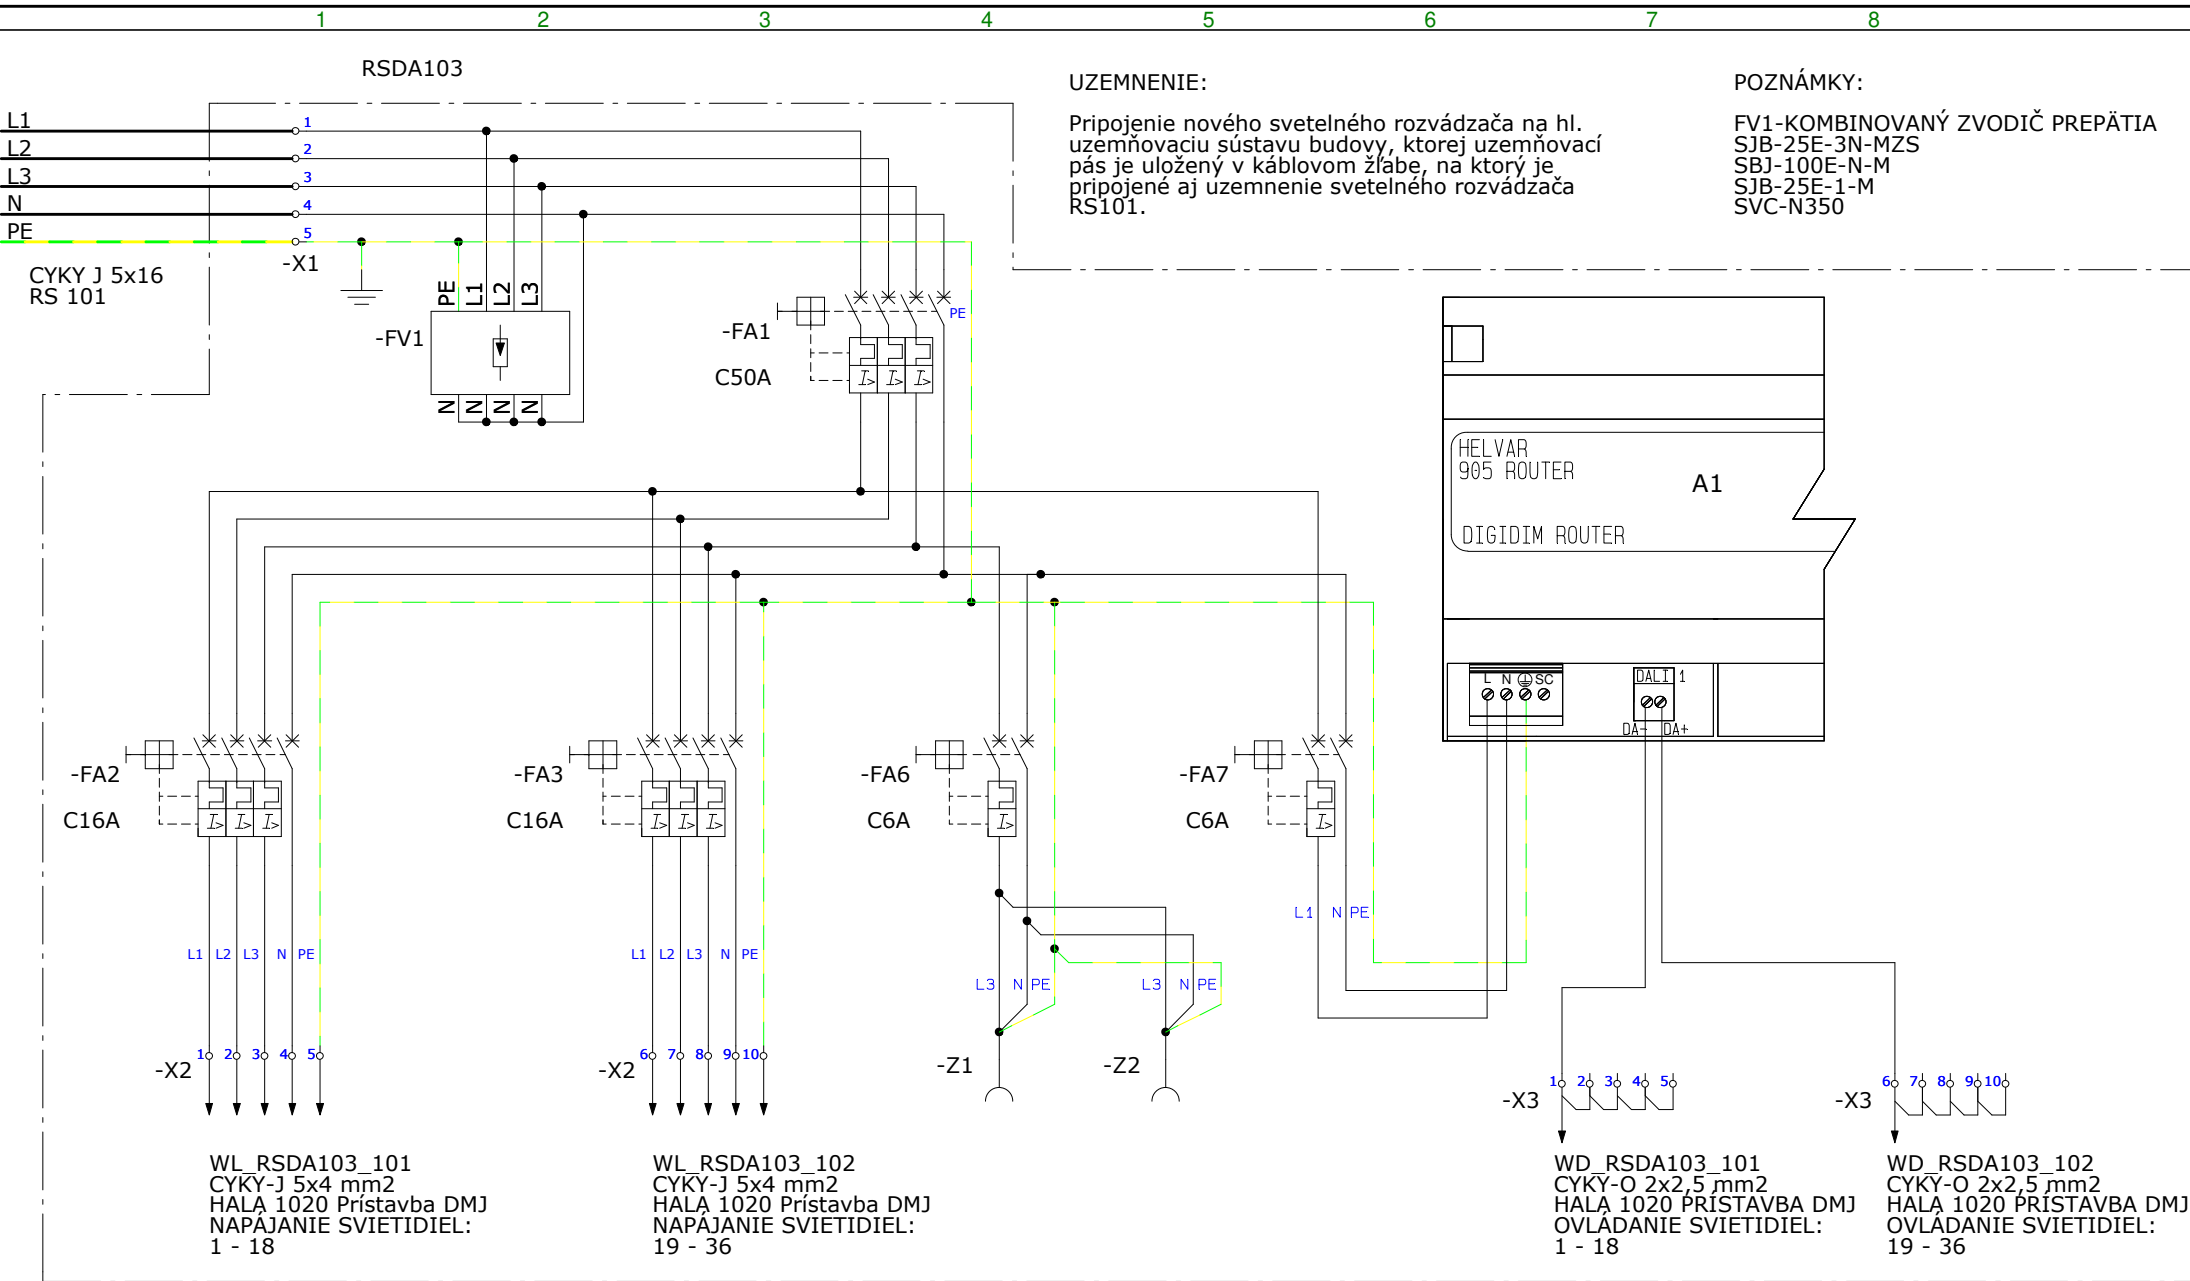 1 2 3 4 5 6 7 8
RSDA103
L1
L2
L3
N
PE
1
2
3
4
5
-X1
CYKY J 5x16
RS 101
UZEMNENIE:
Pripojenie nového svetelného rozvádzača na hl.
uzemňovaciu sústavu budovy, ktorej uzemňovací
pás je uložený v káblovom žľabe, na ktorý je
pripojené aj uzemnenie svetelného rozvádzača
RS101.
POZNÁMKY:
FV1-KOMBINOVANÝ ZVODIČ PREPÄTIA
SJB-25E-3N-MZS
SBJ-100E-N-M
SJB-25E-1-M
SVC-N350
PE L1 L2 L3
-FV1
N N N N
-FA1
C50A
PE
I> I> I>
HELVAR
905 ROUTER
A1
DIGIDIM ROUTER
L N SC
DALI 1
DA- DA+
-FA2
C16A
I> I> I>
-FA3
C16A
I> I> I>
-FA6
C6A
I>
-FA7
C6A
I>
L1 L2 L3 N PE
L1 L2 L3 N PE
L3 N PE
L3 N PE
L1 N PE
-X2
1 2 3 4 5
-X2
6 7 8 9 10
-Z1
-Z2
-X3
1 2 3 4 5
-X3
6 7 8 9 10
WL_RSDA103_101
CYKY-J 5x4 mm2
HALA 1020 Prístavba DMJ
NAPÁJANIE SVIETIDIEL:
1 - 18
WL_RSDA103_102
CYKY-J 5x4 mm2
HALA 1020 Prístavba DMJ
NAPÁJANIE SVIETIDIEL:
19 - 36
WD_RSDA103_101
CYKY-O 2x2,5 mm2
HALA 1020 PRÍSTAVBA DMJ
OVLÁDANIE SVIETIDIEL:
1 - 18
WD_RSDA103_102
CYKY-O 2x2,5 mm2
HALA 1020 PRÍSTAVBA DMJ
OVLÁDANIE SVIETIDIEL:
19 - 36